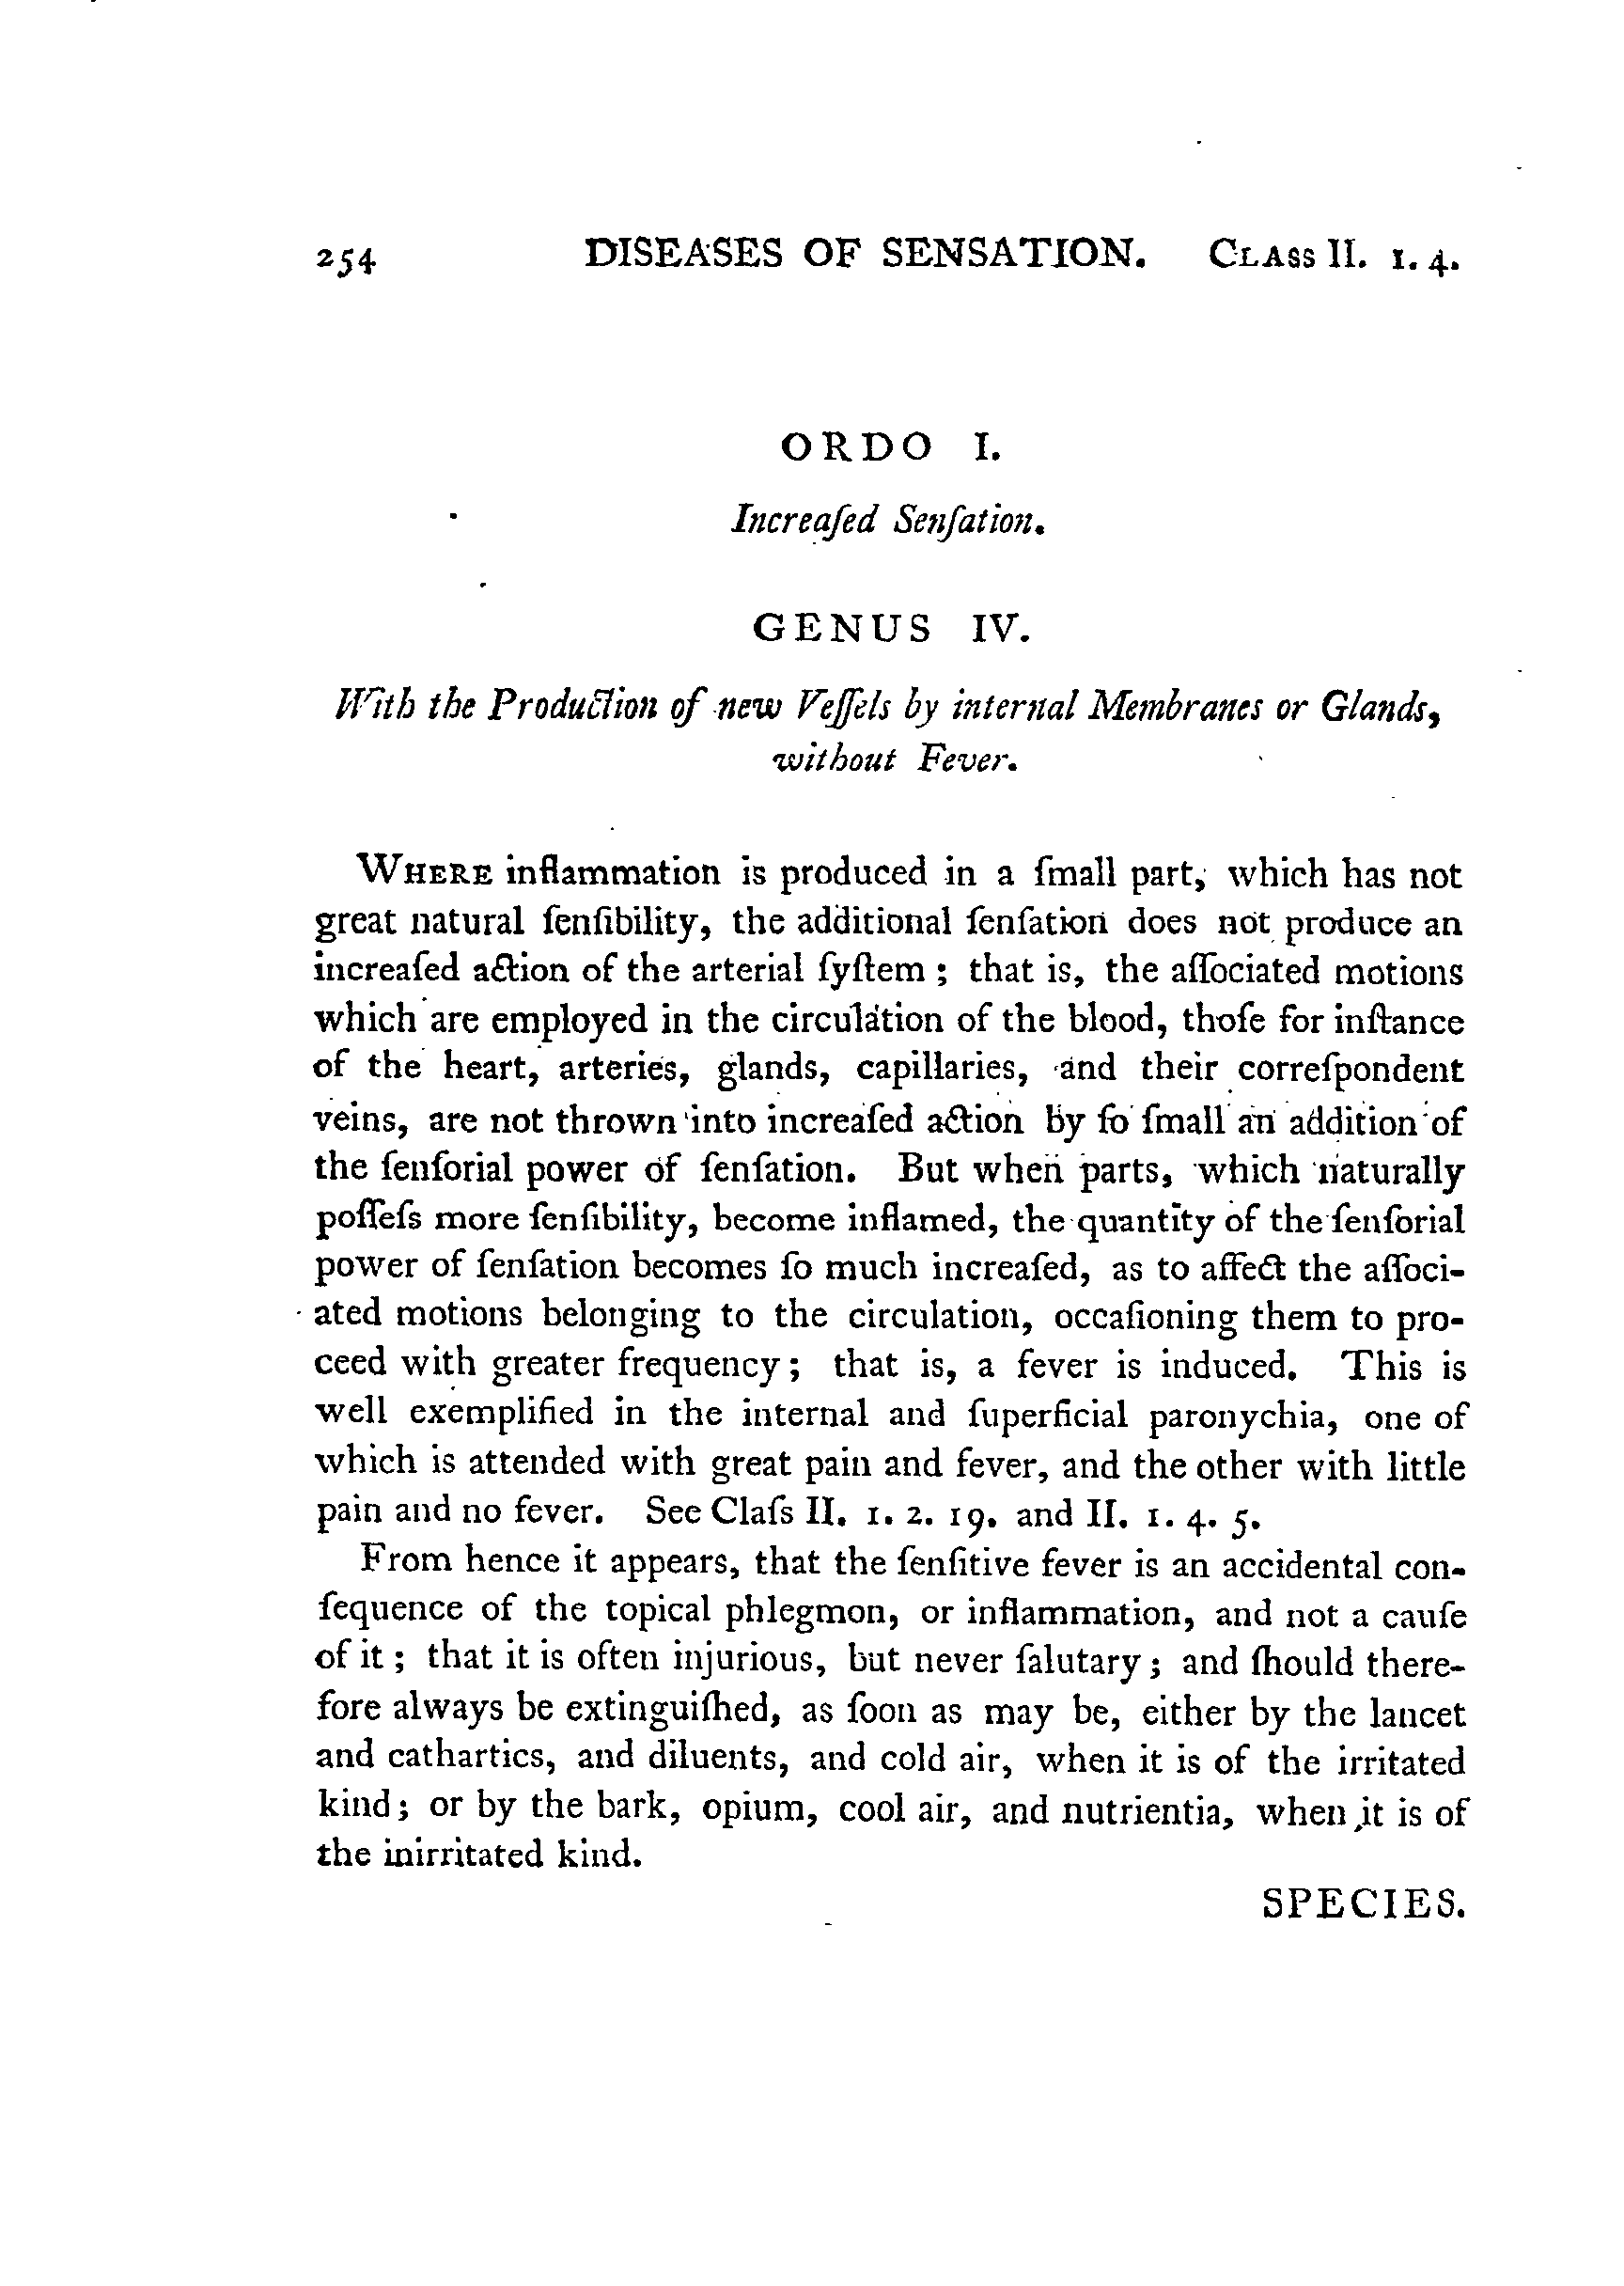 254 DISEASES OF SENSATION. CLASS II. 1. 4.
ORDO I.
Increaſed Senſation.
GENUS IV.
With the Production of new Veſſels by internal Membranes or Glands,
without Fever.
WHERE inflammation is produced in a ſmall part, which has not
great natural ſenſibility, the additional ſenſation does not produce an
increaſed action of the arterial ſyſtem ; that is, the aſſociated motions
which are employed in the circulation of the blood, thoſe for inſtance
of the heart, arteries, glands, capillaries, and their correſpondent
veins, are not thrown into increaſed action by ſo ſmall an addition of
the ſenſorial power of ſenſation. But when parts, which naturally
poſſeſs more ſenſibility, become inflamed, the quantity of the ſenſorial
power of ſenſation becomes ſo much increaſed, as to affect the aſſoci-
ated motions belonging to the circulation, occaſioning them to pro-
ceed with greater frequency ; that is, a fever is induced. This is
well exemplified in the internal and ſuperficial paronychia, one of
which is attended with great pain and fever, and the other with little
pain and no fever. See Claſs II. 1. 2. 19. and II. 1. 4. 5.
From hence it appears, that the ſenſitive fever is an accidental con-
ſequence of the topical phlegmon, or inflammation, and not a cauſe
of it ; that it is often injurious, but never ſalutary ; and ſhould there-
fore always be extinguiſhed, as ſoon as may be, either by the lancet
and cathartics, and diluents, and cold air, when it is of the irritated
kind ; or by the bark, opium, cool air, and nutrientia, when it is of
the inirritated kind.
SPECIES.